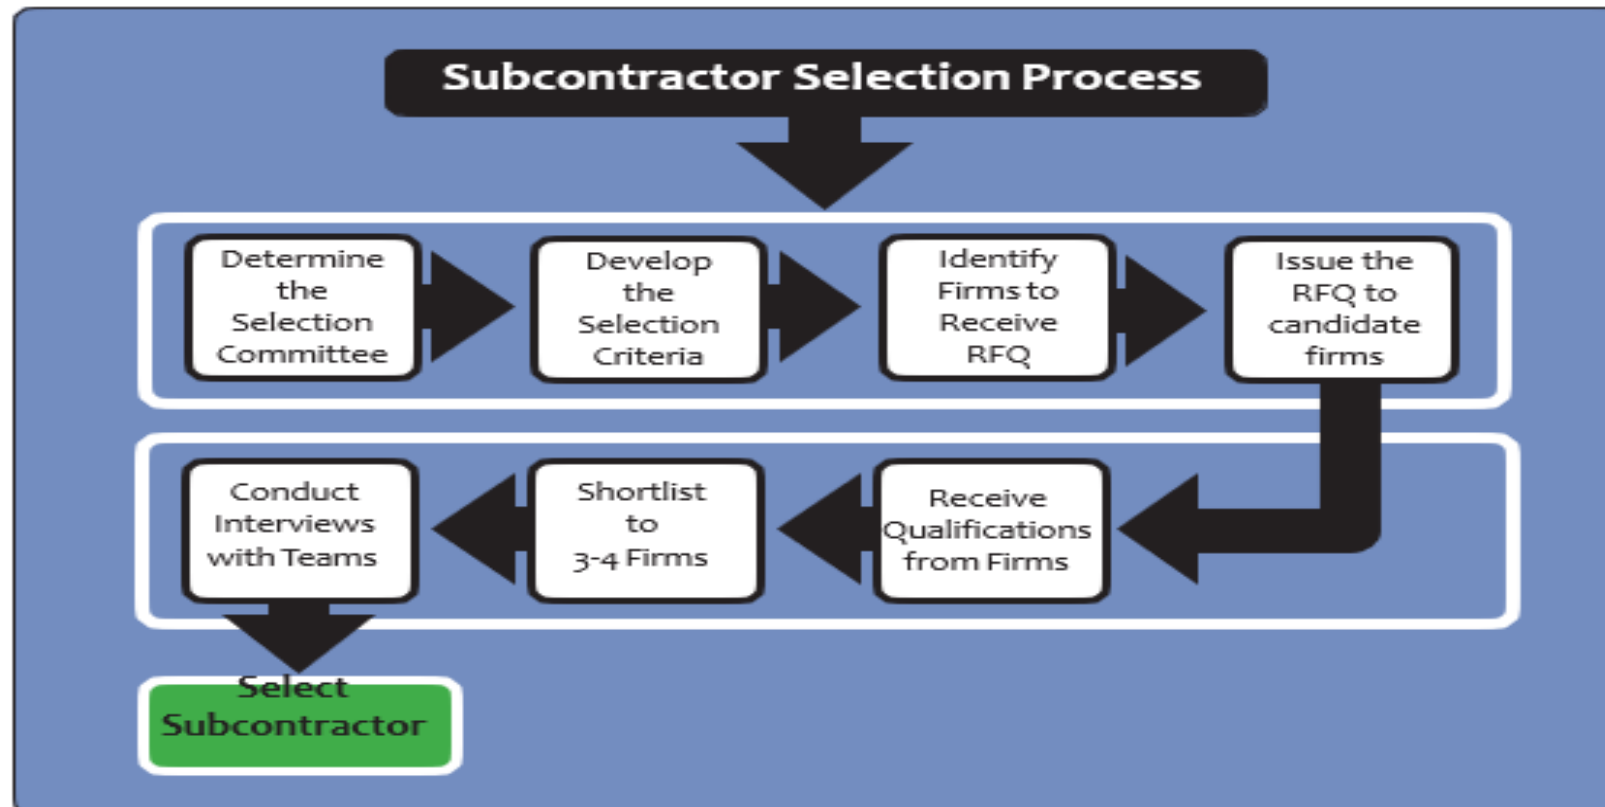 Subcontractor Selection Process
Determine
the
Selection
Committee
Develop
the
Selection
Criteria
Identify
Firms to
Receive
RFQ
Issue the
RFQ to
candidate
firms
Receive
Qualifications
from Firms
Shortlist
to
3-4 Firms
Conduct
Interviews
with Teams
Select
Subcontractor